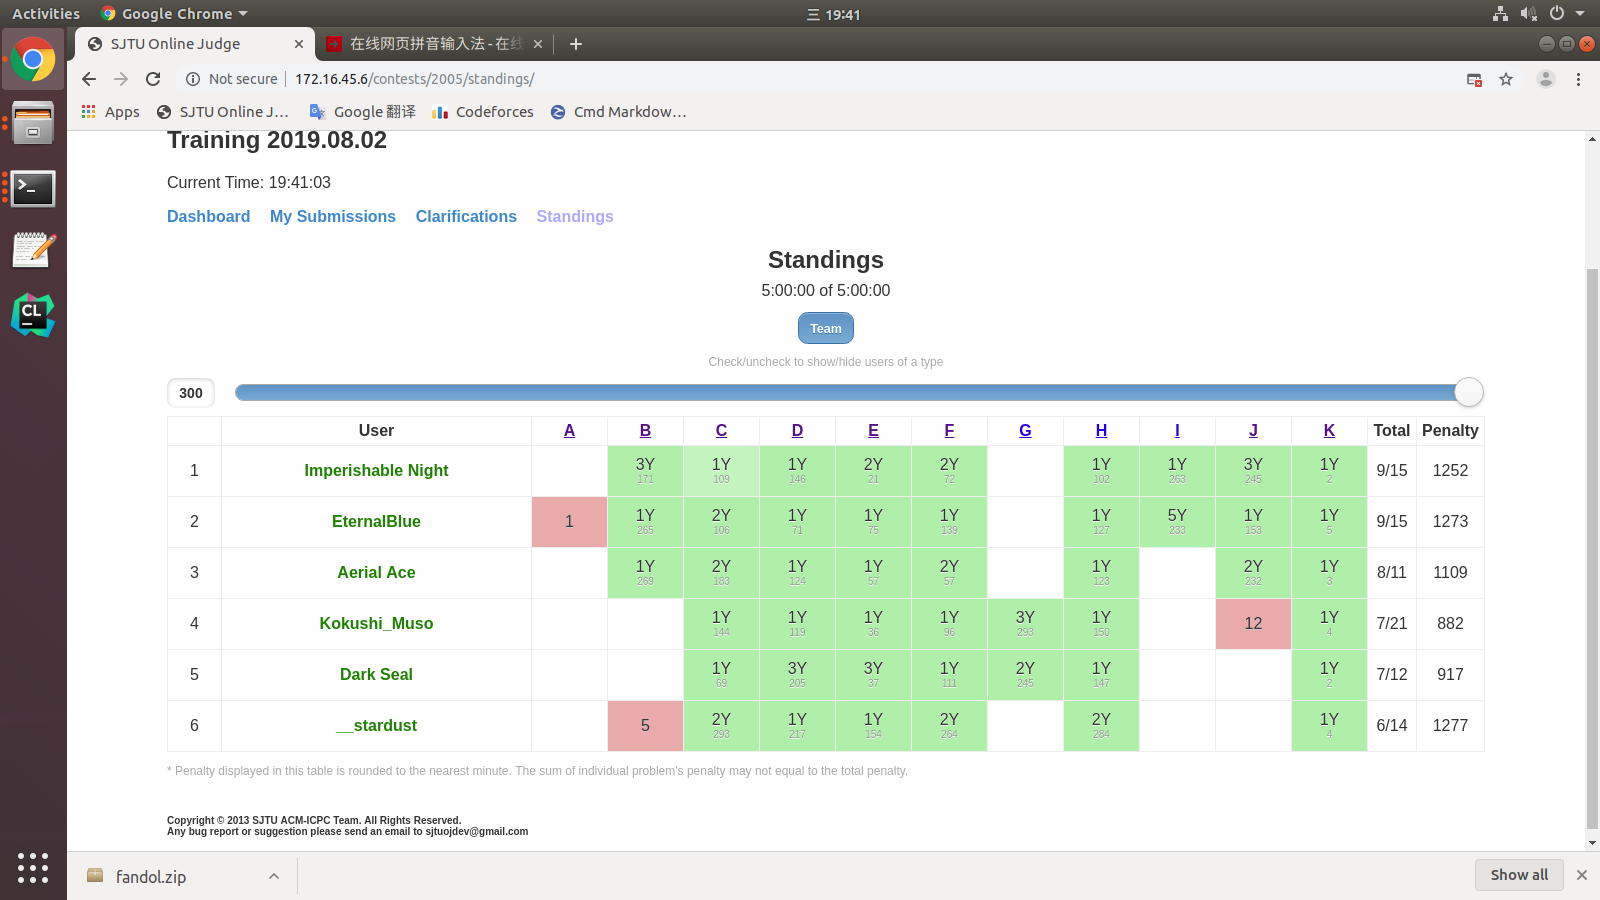 Activities Google Chrome 三 19:41
SJTU Online Judge 在线网页拼音输入法 - 在线
Not secure 172.16.45.6/contests/2005/standings/
Apps SJTU Online J… Google 翻译 Codeforces Cmd Markdow…
Training 2019.08.02
Current Time: 19:41:03
Dashboard My Submissions Clarifications Standings
Standings
5:00:00 of 5:00:00
Team
Check/uncheck to show/hide users of a type
300
User A B C D E F G H I J K Total Penalty
1 Imperishable Night 3Y 171 1Y 109 1Y 146 2Y 21 2Y 72 1Y 102 1Y 263 3Y 245 1Y 2 9/15 1252
2 EternalBlue 1 1Y 265 2Y 106 1Y 71 1Y 75 1Y 139 1Y 127 5Y 233 1Y 153 1Y 5 9/15 1273
3 Aerial Ace 1Y 269 2Y 183 1Y 124 1Y 57 2Y 57 1Y 123 2Y 232 1Y 3 8/11 1109
4 Kokushi_Muso 1Y 144 1Y 119 1Y 36 1Y 96 3Y 293 1Y 150 12 1Y 4 7/21 882
5 Dark Seal 1Y 69 3Y 205 3Y 37 1Y 111 2Y 245 1Y 147 1Y 2 7/12 917
6 __stardust 5 2Y 293 1Y 217 1Y 154 2Y 264 2Y 284 1Y 4 6/14 1277
* Penalty displayed in this table is rounded to the nearest minute. The sum of individual problem's penalty may not equal to the total penalty.
Copyright © 2013 SJTU ACM-ICPC Team. All Rights Reserved.
Any bug report or suggestion please send an email to sjtuojdev@gmail.com
fandol.zip Show all